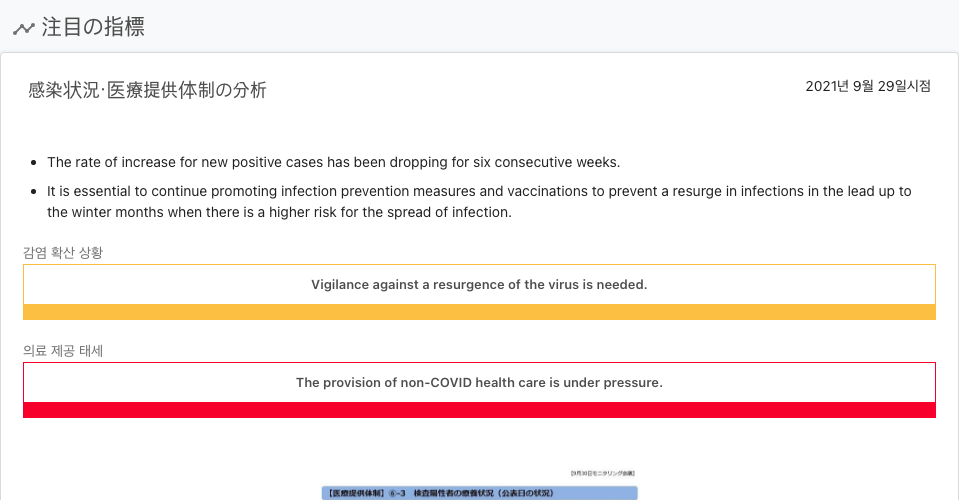 注目の指標
感染状況·医療提供体制の分析
2021년 9월 29일시점
The rate of increase for new positive cases has been dropping for six consecutive weeks.
It is essential to continue promoting infection prevention measures and vaccinations to prevent a resurge in infections in the lead up to
the winter months when there is a higher risk for the spread of infection.
감염 확산 상황
Vigilance against a resurgence of the virus is needed.
의료 제공 태세
The provision of non-COVID health care is under pressure.
【9月30日モニタリング会議】
【医療提供体制】⑥-3 検査陽性者の療養状況（公表日の状況）